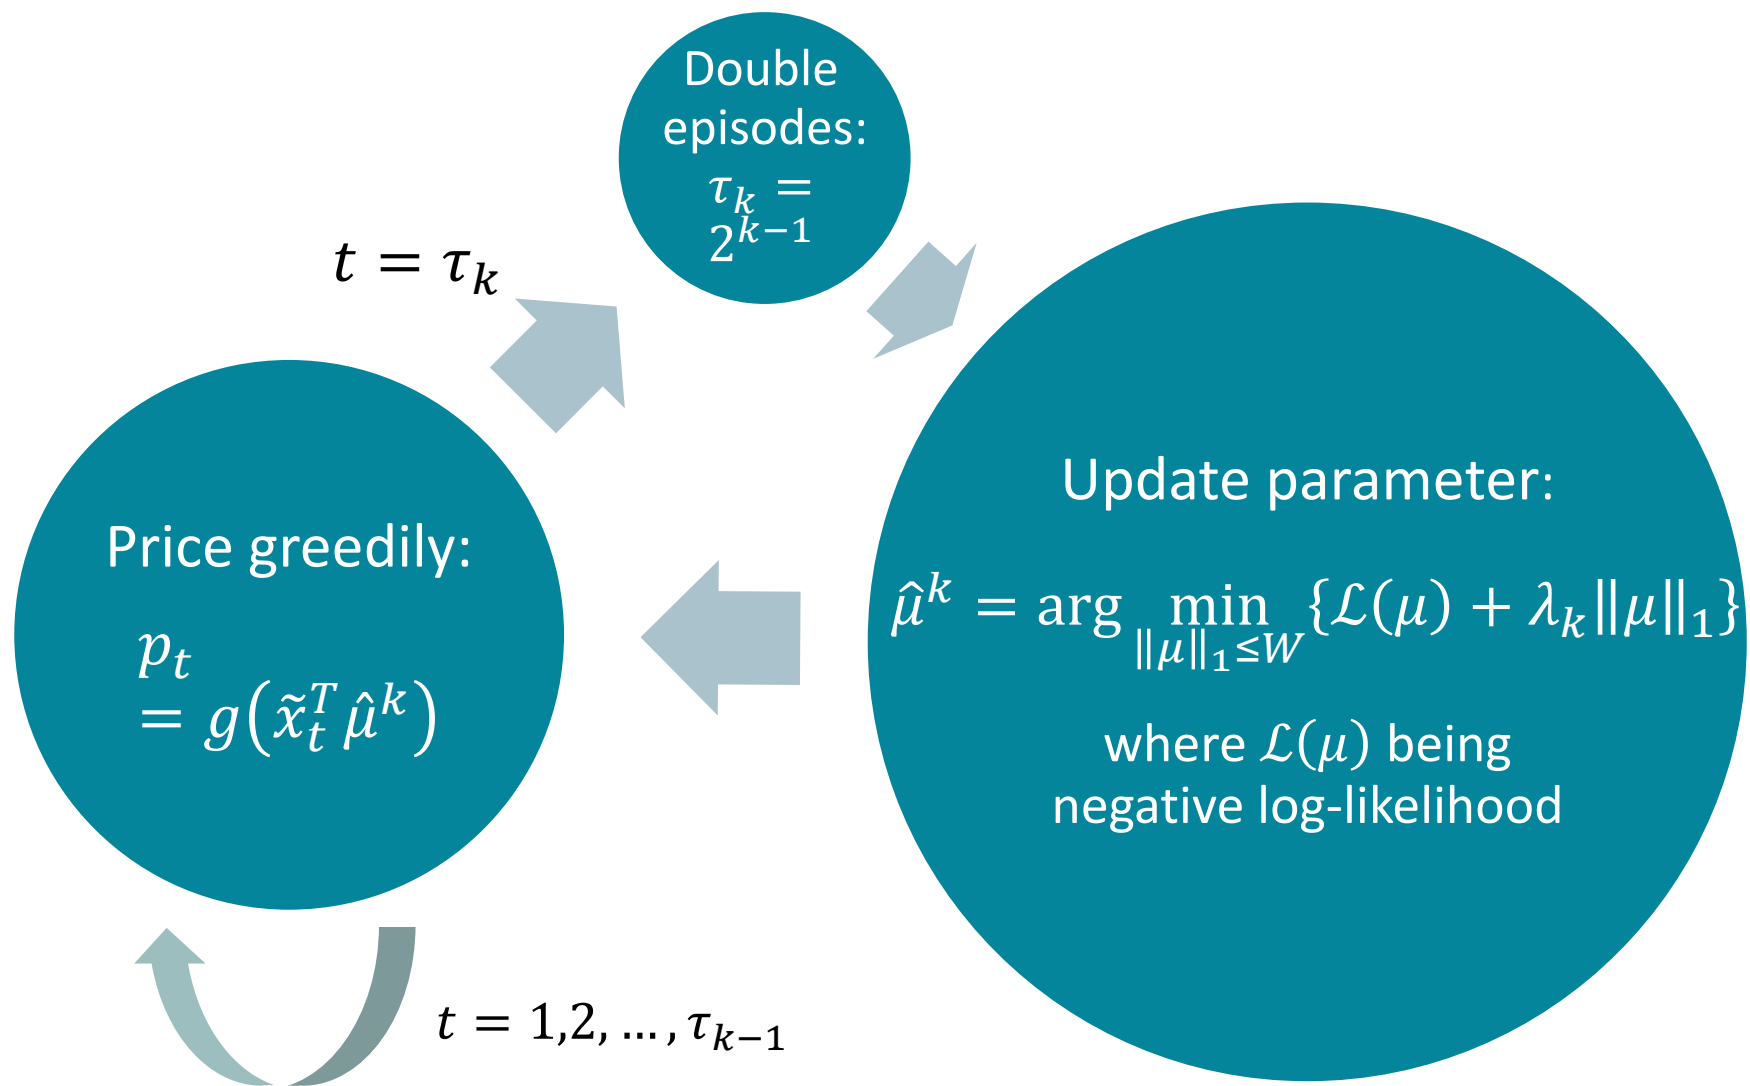 Double
episodes:
τ_k =
2^{k−1}
t = τ_k
Update parameter:
μ̂^k = arg min_{‖μ‖_1≤W} {ℒ(μ) + λ_k‖μ‖_1}
where ℒ(μ) being
negative log-likelihood
Price greedily:
p_t
= g(x̃_t^T μ̂^k)
t = 1,2, … , τ_{k−1}